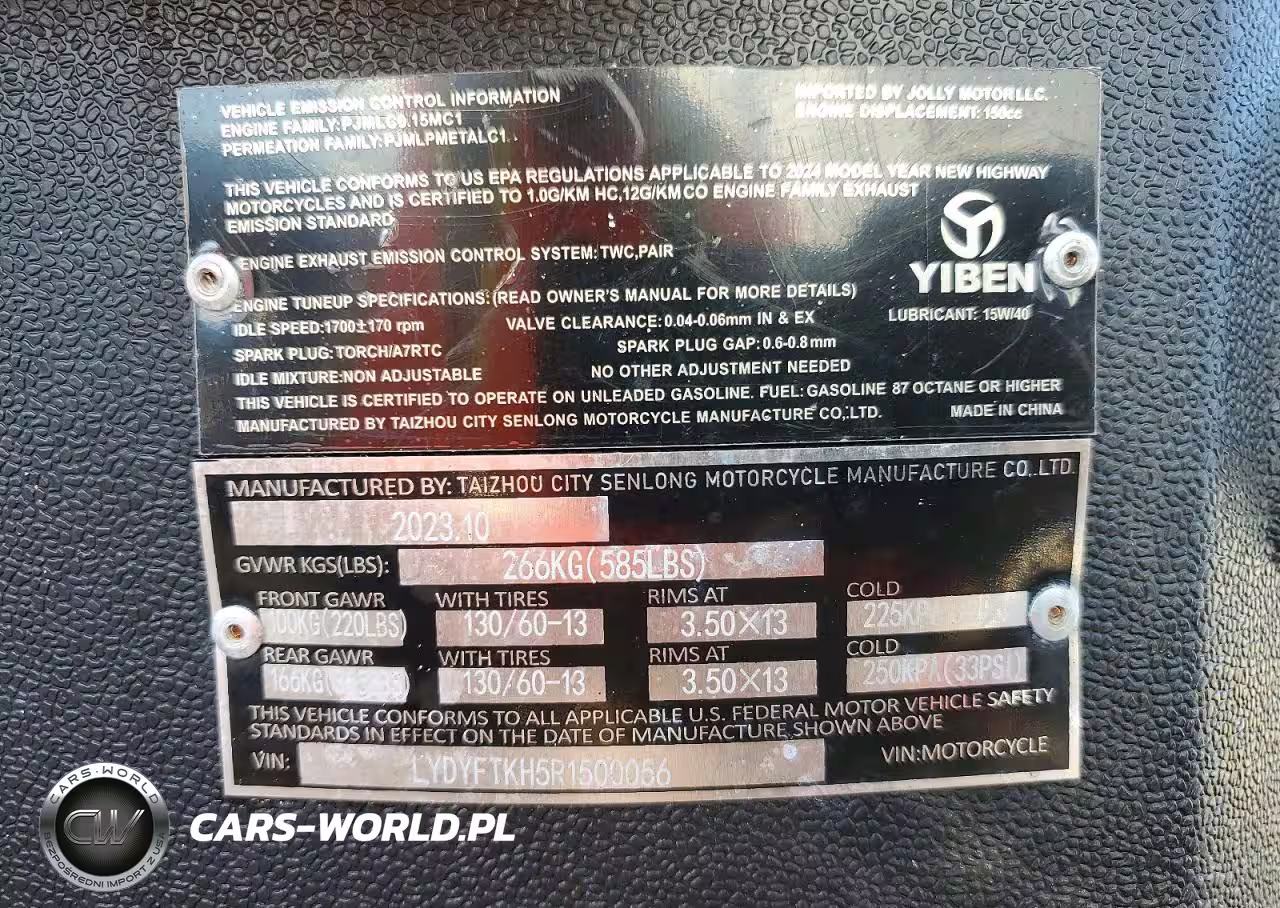 VEHICLE EMISSION CONTROL INFORMATION
ENGINE FAMILY:PJMLC0.15MC1
PERMEATION FAMILY:PJMLPMETALC1.
IMPORTED BY JOLLY MOTOR LLC.
ENGINE DISPLACEMENT: 150cc
THIS VEHICLE CONFORMS TO US EPA REGULATIONS APPLICABLE TO 2024 MODEL YEAR NEW HIGHWAY
MOTORCYCLES AND IS CERTIFIED TO 1.0G/KM HC,12G/KM CO ENGINE FAMILY EXHAUST
EMISSION STANDARD
ENGINE EXHAUST EMISSION CONTROL SYSTEM: TWC,PAIR
YIBEN
ENGINE TUNEUP SPECIFICATIONS:(READ OWNER'S MANUAL FOR MORE DETAILS)
IDLE SPEED:1700±170 rpm VALVE CLEARANCE:0.04-0.06mm IN & EX LUBRICANT: 15W/40
SPARK PLUG:TORCH/A7RTC SPARK PLUG GAP:0.6-0.8mm
IDLE MIXTURE:NON ADJUSTABLE NO OTHER ADJUSTMENT NEEDED
THIS VEHICLE IS CERTIFIED TO OPERATE ON UNLEADED GASOLINE. FUEL: GASOLINE 87 OCTANE OR HIGHER
MANUFACTURED BY TAIZHOU CITY SENLONG MOTORCYCLE MANUFACTURE CO,.LTD. MADE IN CHINA
MANUFACTURED BY: TAIZHOU CITY SENLONG MOTORCYCLE MANUFACTURE CO.,LTD.
2023.10
GVWR KGS(LBS): 266KG(585LBS)
FRONT GAWR WITH TIRES RIMS AT COLD
100KG(220LBS) 130/60-13 3.50×13 225KPA
REAR GAWR WITH TIRES RIMS AT COLD
166KG( 130/60-13 3.50×13 250KPA(33PSI)
THIS VEHICLE CONFORMS TO ALL APPLICABLE U.S. FEDERAL MOTOR VEHICLE SAFETY
STANDARDS IN EFFECT ON THE DATE OF MANUFACTURE SHOWN ABOVE
VIN: LYDYFTKH5R1500056 VIN:MOTORCYCLE
CARS-WORLD
CW
BEZPOŚREDNI IMPORT Z USA
CARS-WORLD.PL